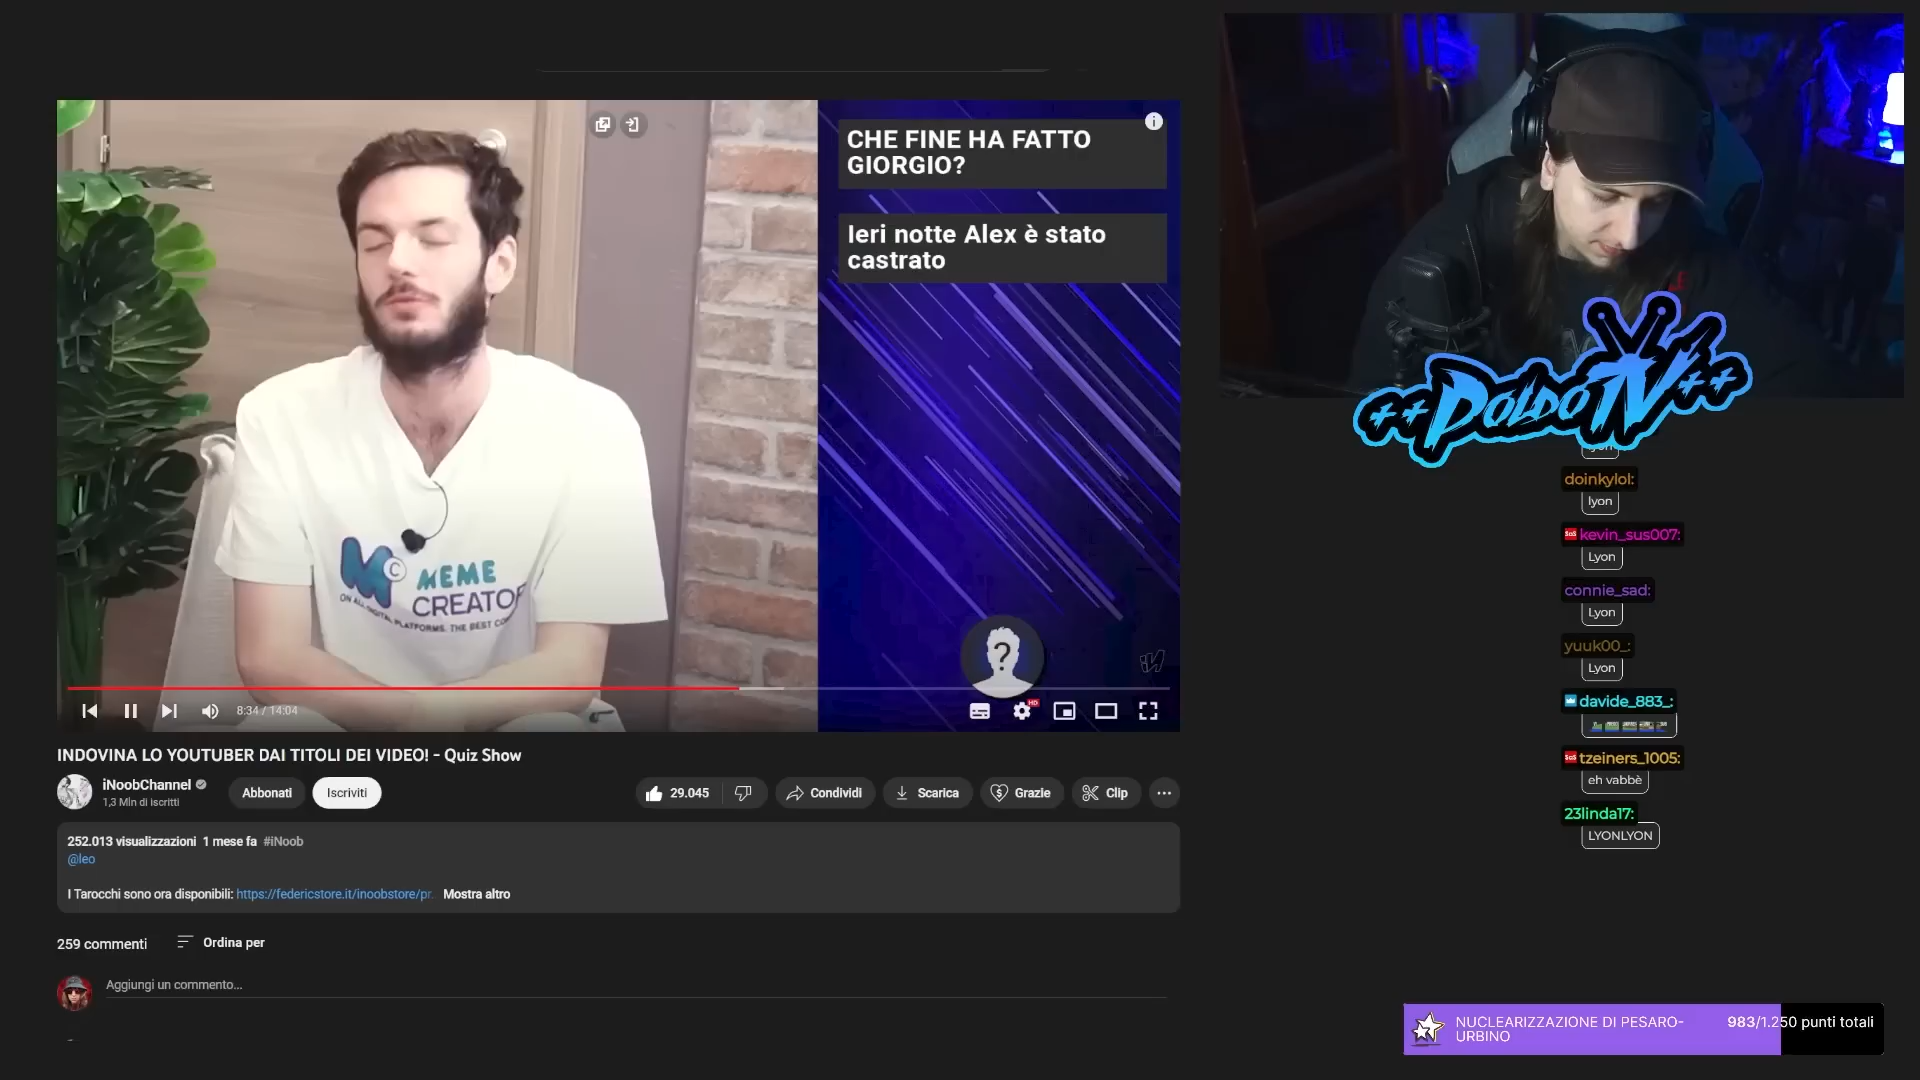 CHE FINE HA FATTO
GIORGIO?
Ieri notte Alex è stato
castrato
MEME
CREATOR
?
8:34 / 14:04
HD
INDOVINA LO YOUTUBER DAI TITOLI DEI VIDEO! - Quiz Show
iNoobChannel
1,3 Mln di iscritti
Abbonati
Iscriviti
29.045
Condividi
Scarica
Grazie
Clip
252.013 visualizzazioni 1 mese fa #iNoob
@leo
I Tarocchi sono ora disponibili: https://federicstore.it/inoobstore/pr... Mostra altro
259 commenti
Ordina per
Aggiungi un commento...
++DOLDOTV++
lyon
doinkylol:
lyon
kevin_sus007:
Lyon
connie_sad:
Lyon
yuuk00_:
Lyon
davide_883_:
tzeiners_1005:
eh vabbè
23linda17:
LYONLYON
NUCLEARIZZAZIONE DI PESARO-
URBINO
983/1.250 punti totali